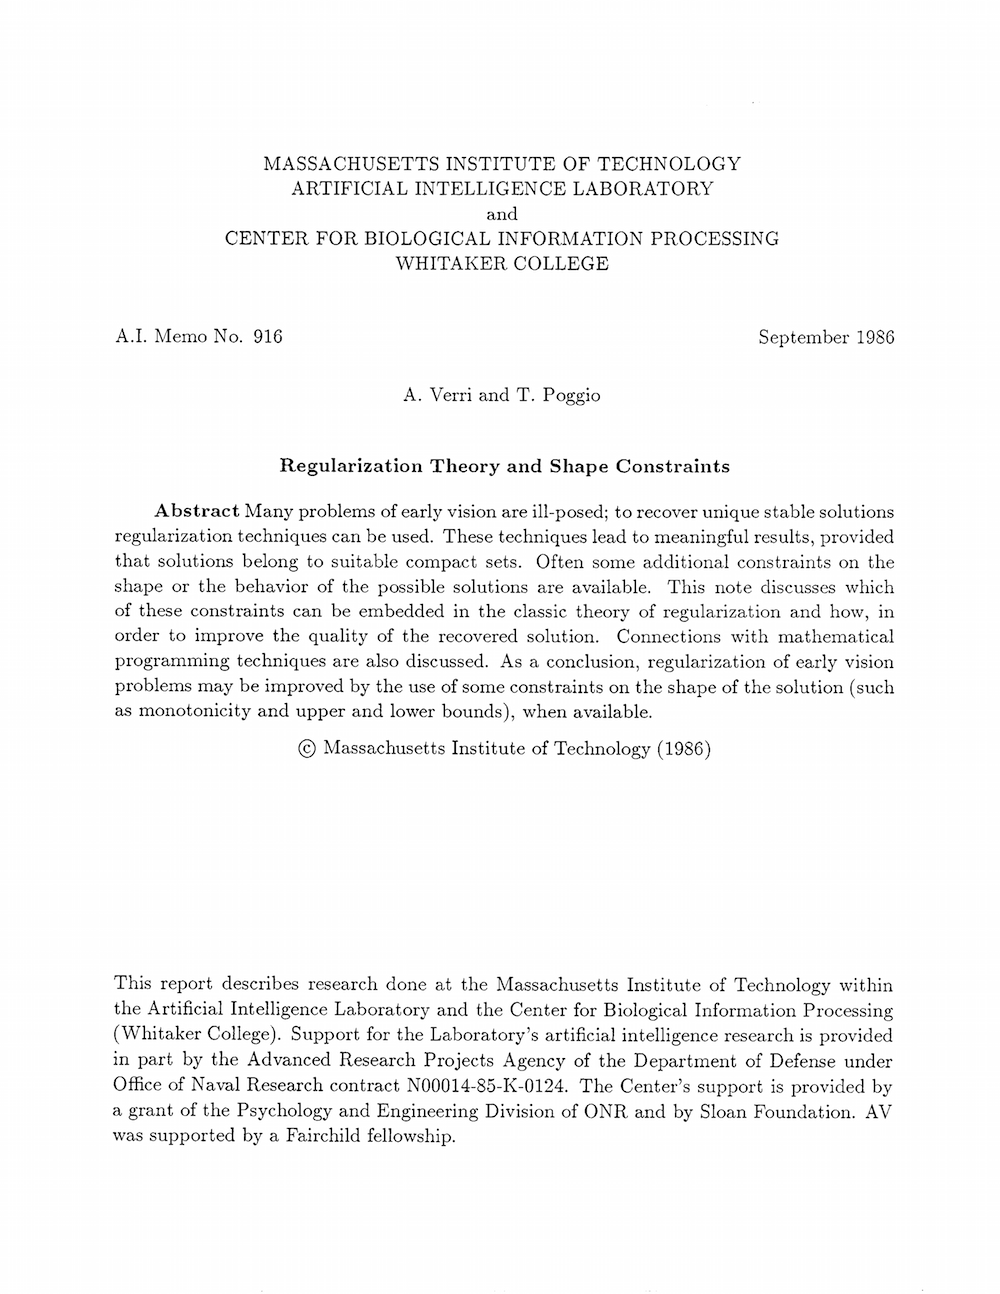 MASSACHUSETTS INSTITUTE OF TECHNOLOGY
ARTIFICIAL INTELLIGENCE LABORATORY
and
CENTER FOR BIOLOGICAL INFORMATION PROCESSING
WHITAKER COLLEGE
A.I. Memo No. 916
September 1986
A. Verri and T. Poggio
Regularization Theory and Shape Constraints
Abstract Many problems of early vision are ill-posed; to recover unique stable solutions
regularization techniques can be used. These techniques lead to meaningful results, provided
that solutions belong to suitable compact sets. Often some additional constraints on the
shape or the behavior of the possible solutions are available. This note discusses which
of these constraints can be embedded in the classic theory of regularization and how, in
order to improve the quality of the recovered solution. Connections with mathematical
programming techniques are also discussed. As a conclusion, regularization of early vision
problems may be improved by the use of some constraints on the shape of the solution (such
as monotonicity and upper and lower bounds), when available.
© Massachusetts Institute of Technology (1986)
This report describes research done at the Massachusetts Institute of Technology within
the Artificial Intelligence Laboratory and the Center for Biological Information Processing
(Whitaker College). Support for the Laboratory's artificial intelligence research is provided
in part by the Advanced Research Projects Agency of the Department of Defense under
Office of Naval Research contract N00014-85-K-0124. The Center's support is provided by
a grant of the Psychology and Engineering Division of ONR and by Sloan Foundation. AV
was supported by a Fairchild fellowship.